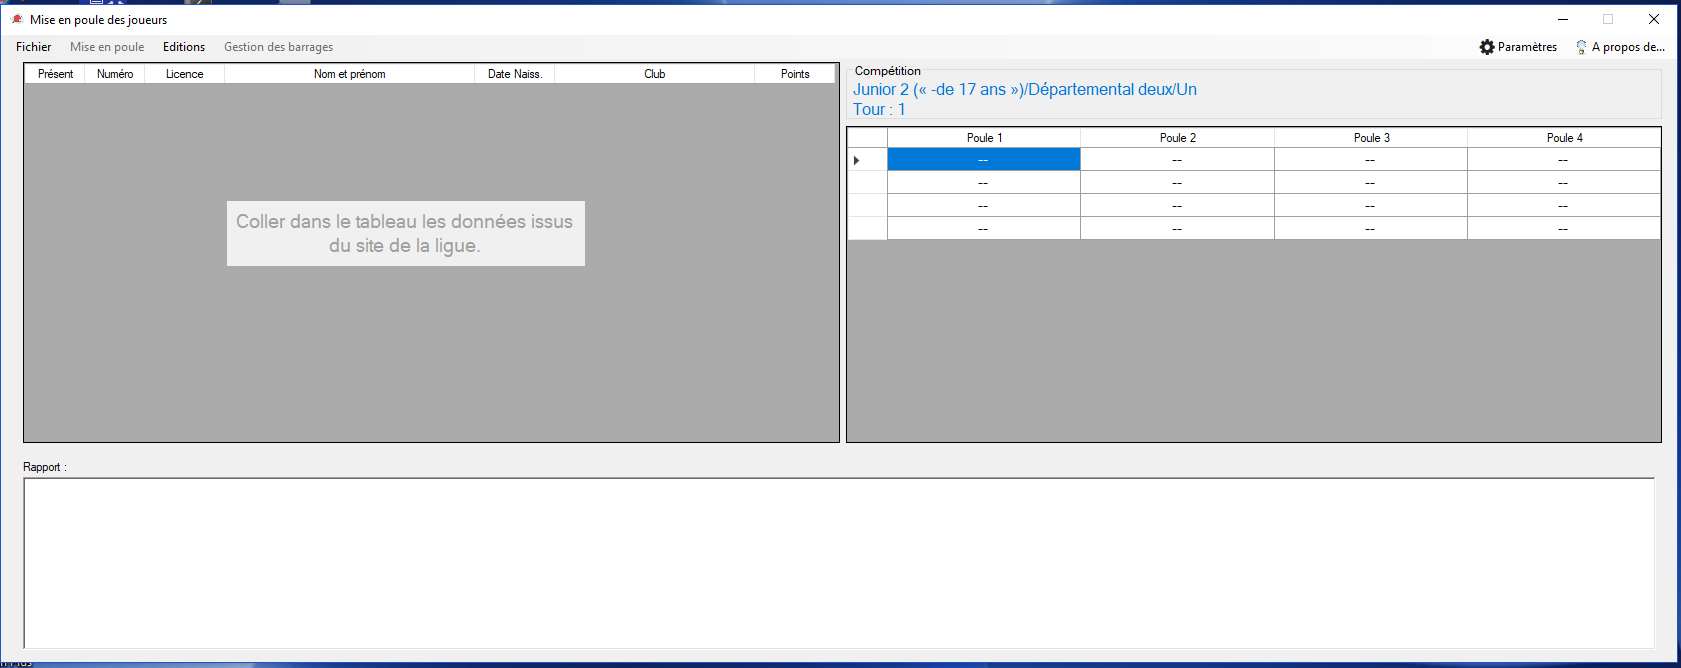 Mise en poule des joueurs
Fichier Mise en poule Editions Gestion des barrages Paramètres A propos de...
Présent Numéro Licence Nom et prénom Date Naiss. Club Points
Coller dans le tableau les données issus
du site de la ligue.
Compétition
Junior 2 (« -de 17 ans »)/Départemental deux/Un
Tour : 1
Poule 1 Poule 2 Poule 3 Poule 4
-- -- -- --
-- -- -- --
-- -- -- --
-- -- -- --
Rapport :